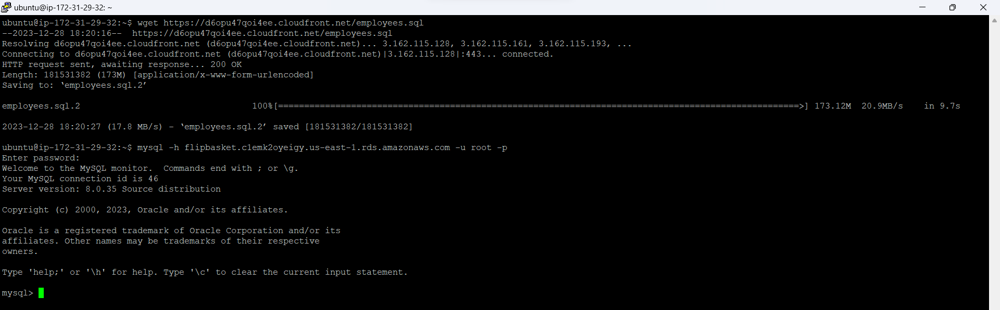 ubuntu@ip-172-31-29-32: ~
ubuntu@ip-172-31-29-32:~$ wget https://d6opu47qoi4ee.cloudfront.net/employees.sql
--2023-12-28 18:20:16--  https://d6opu47qoi4ee.cloudfront.net/employees.sql
Resolving d6opu47qoi4ee.cloudfront.net (d6opu47qoi4ee.cloudfront.net)... 3.162.115.128, 3.162.115.161, 3.162.115.193, ...
Connecting to d6opu47qoi4ee.cloudfront.net (d6opu47qoi4ee.cloudfront.net)|3.162.115.128|:443... connected.
HTTP request sent, awaiting response... 200 OK
Length: 181531382 (173M) [application/x-www-form-urlencoded]
Saving to: ‘employees.sql.2’
employees.sql.2 100%[====================================================================================================>] 173.12M  20.9MB/s    in 9.7s
2023-12-28 18:20:27 (17.8 MB/s) - ‘employees.sql.2’ saved [181531382/181531382]
ubuntu@ip-172-31-29-32:~$ mysql -h flipbasket.c1emk2oyeigy.us-east-1.rds.amazonaws.com -u root -p
Enter password:
Welcome to the MySQL monitor.  Commands end with ; or \g.
Your MySQL connection id is 46
Server version: 8.0.35 Source distribution
Copyright (c) 2000, 2023, Oracle and/or its affiliates.
Oracle is a registered trademark of Oracle Corporation and/or its
affiliates. Other names may be trademarks of their respective
owners.
Type 'help;' or '\h' for help. Type '\c' to clear the current input statement.
mysql>